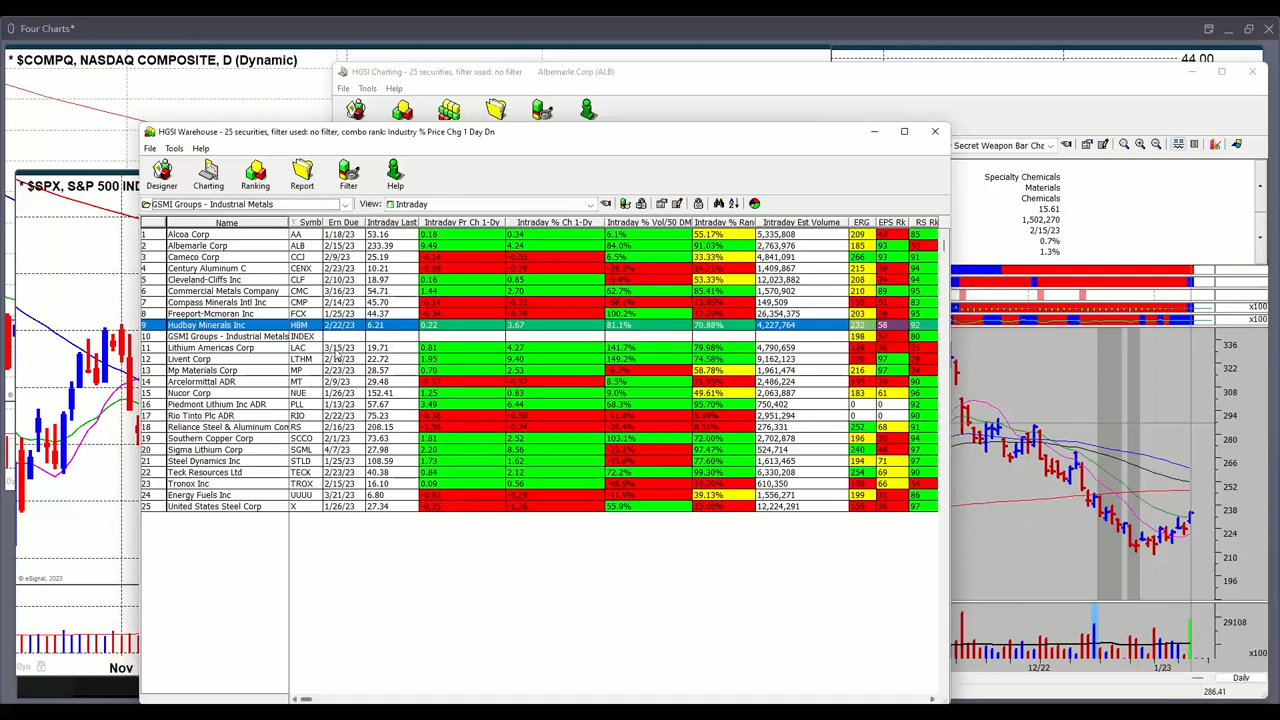 Four Charts*
* $COMPQ, NASDAQ COMPOSITE, D (Dynamic)
44.00
HGSI Charting - 25 securities, filter used: no filter Albemarle Corp (ALB)
File Tools Help
HGSI Warehouse - 25 securities, filter used: no filter, combo rank: Industry % Price Chg 1 Day Dn
File Tools Help
Secret Weapon Bar Cha
Designer Charting Ranking Report Filter Help
* $SPX, S&P 500 IND
GSMI Groups - Industrial Metals View: Intraday
Specialty Chemicals
Materials
15.61
1,502,270
2/15/23
0.7%
1.3%
Name Symb Ern Due Intraday Last Intraday Pr Ch 1-Dy Intraday % Ch 1-Dy Intraday % Vol/50 DM Intraday % Ran Intraday Est Volume ERG EPS Rk RS Rk
1 Alcoa Corp AA 1/18/23 53.16 0.18 0.34 6.1% 55.17% 5,335,808 209 85
2 Albemarle Corp ALB 2/15/23 233.39 9.49 4.24 84.0% 91.03% 2,763,976 185 93
3 Cameco Corp CCJ 2/9/23 -0.14 -0.55 6.5% 33.33% 4,841,091 266 93 91
4 Century Aluminum C CENX 2/23/23 10.21 1,409,867 215 94
5 Cleveland-Cliffs Inc CLF 2/10/23 18.97 0.16 0.85 53.33% 12,023,882 208 94
6 Commercial Metals Company CMC 3/16/23 54.71 1.44 2.70 62.7% 85.41% 1,570,902 210 89 95
7 Compass Minerals Intl Inc CMP 2/14/23 45.70 149,509 83
8 Freeport-Mcmoran Inc FCX 1/25/23 44.37 100.2% 26,354,375 203 94
9 Hudbay Minerals Inc HBM 2/22/23 6.21 0.22 3.67 81.1% 70.88% 4,227,764 232 58 92
10 GSMI Groups - Industrial Metals INDEX 198 57 80
11 Lithium Americas Corp LAC 3/15/23 19.71 0.81 4.27 141.7% 79.98% 4,790,659
12 Livent Corp LTHM 22.72 1.95 9.40 149.2% 74.58% 9,162,123 126 97
13 Mp Materials Corp MP 2/23/23 28.57 0.70 2.53 58.78% 1,961,474 216 97
14 Arcelormittal ADR MT 2/9/23 29.48 8.5% 2,486,224 90
15 Nucor Corp NUE 1/26/23 152.41 1.25 0.83 9.0% 49.61% 2,063,887 183 61 96
16 Piedmont Lithium Inc ADR PLL 1/13/23 57.67 3.49 6.44 68.3% 97.40% 750,402 0 0 90
17 Rio Tinto Plc ADR RIO 2/22/23 75.23 2,951,294 0 0
18 Reliance Steel & Aluminum Con RS 2/16/23 208.15 276,331 252 68 91
19 Southern Copper Corp SCCO 2/1/23 73.63 1.81 2.52 103.1% 72.00% 2,702,878 196 94
20 Sigma Lithium Corp SGML 4/7/23 27.98 2.20 8.56 97.47% 524,714 240 97
21 Steel Dynamics Inc STLD 1/25/23 108.59 1.73 1.62 77.60% 1,613,465 194 71 97
22 Teck Resources Ltd TECK 2/23/23 40.38 0.84 2.12 72.2% 99.30% 6,330,208 254 69 90
23 Tronox Inc TROX 2/15/23 16.10 0.09 0.56 610,350 66
24 Energy Fuels Inc UUUU 3/15/23 6.80 39.13% 1,556,271 199 86
25 United States Steel Corp X 1/26/23 27.34 55.9% 12,224,291 97
x100
x100
336
290
280
266
252
238
224
210
196
29108
x100
© eSignal, 2023
Dyn
Nov
12/22 1/23
Daily
286.41